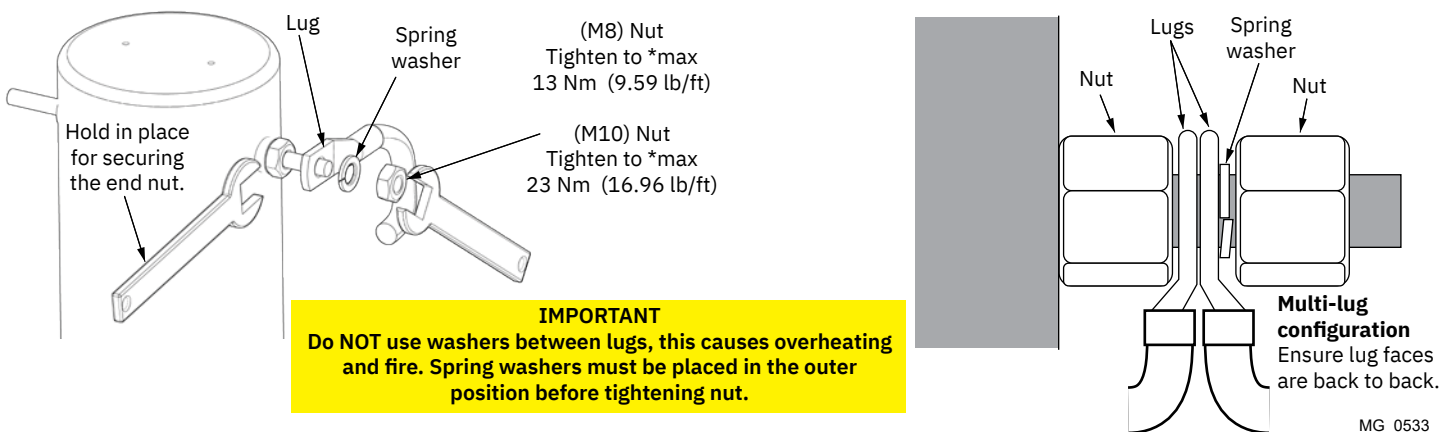 Lug
Spring
washer
(M8) Nut
Tighten to *max
13 Nm (9.59 lb/ft)
(M10) Nut
Tighten to *max
23 Nm (16.96 lb/ft)
Hold in place
for securing
the end nut.
IMPORTANT
Do NOT use washers between lugs, this causes overheating
and fire. Spring washers must be placed in the outer
position before tightening nut.
Lugs
Spring
washer
Nut
Nut
Multi-lug
configuration
Ensure lug faces
are back to back.
MG_0533